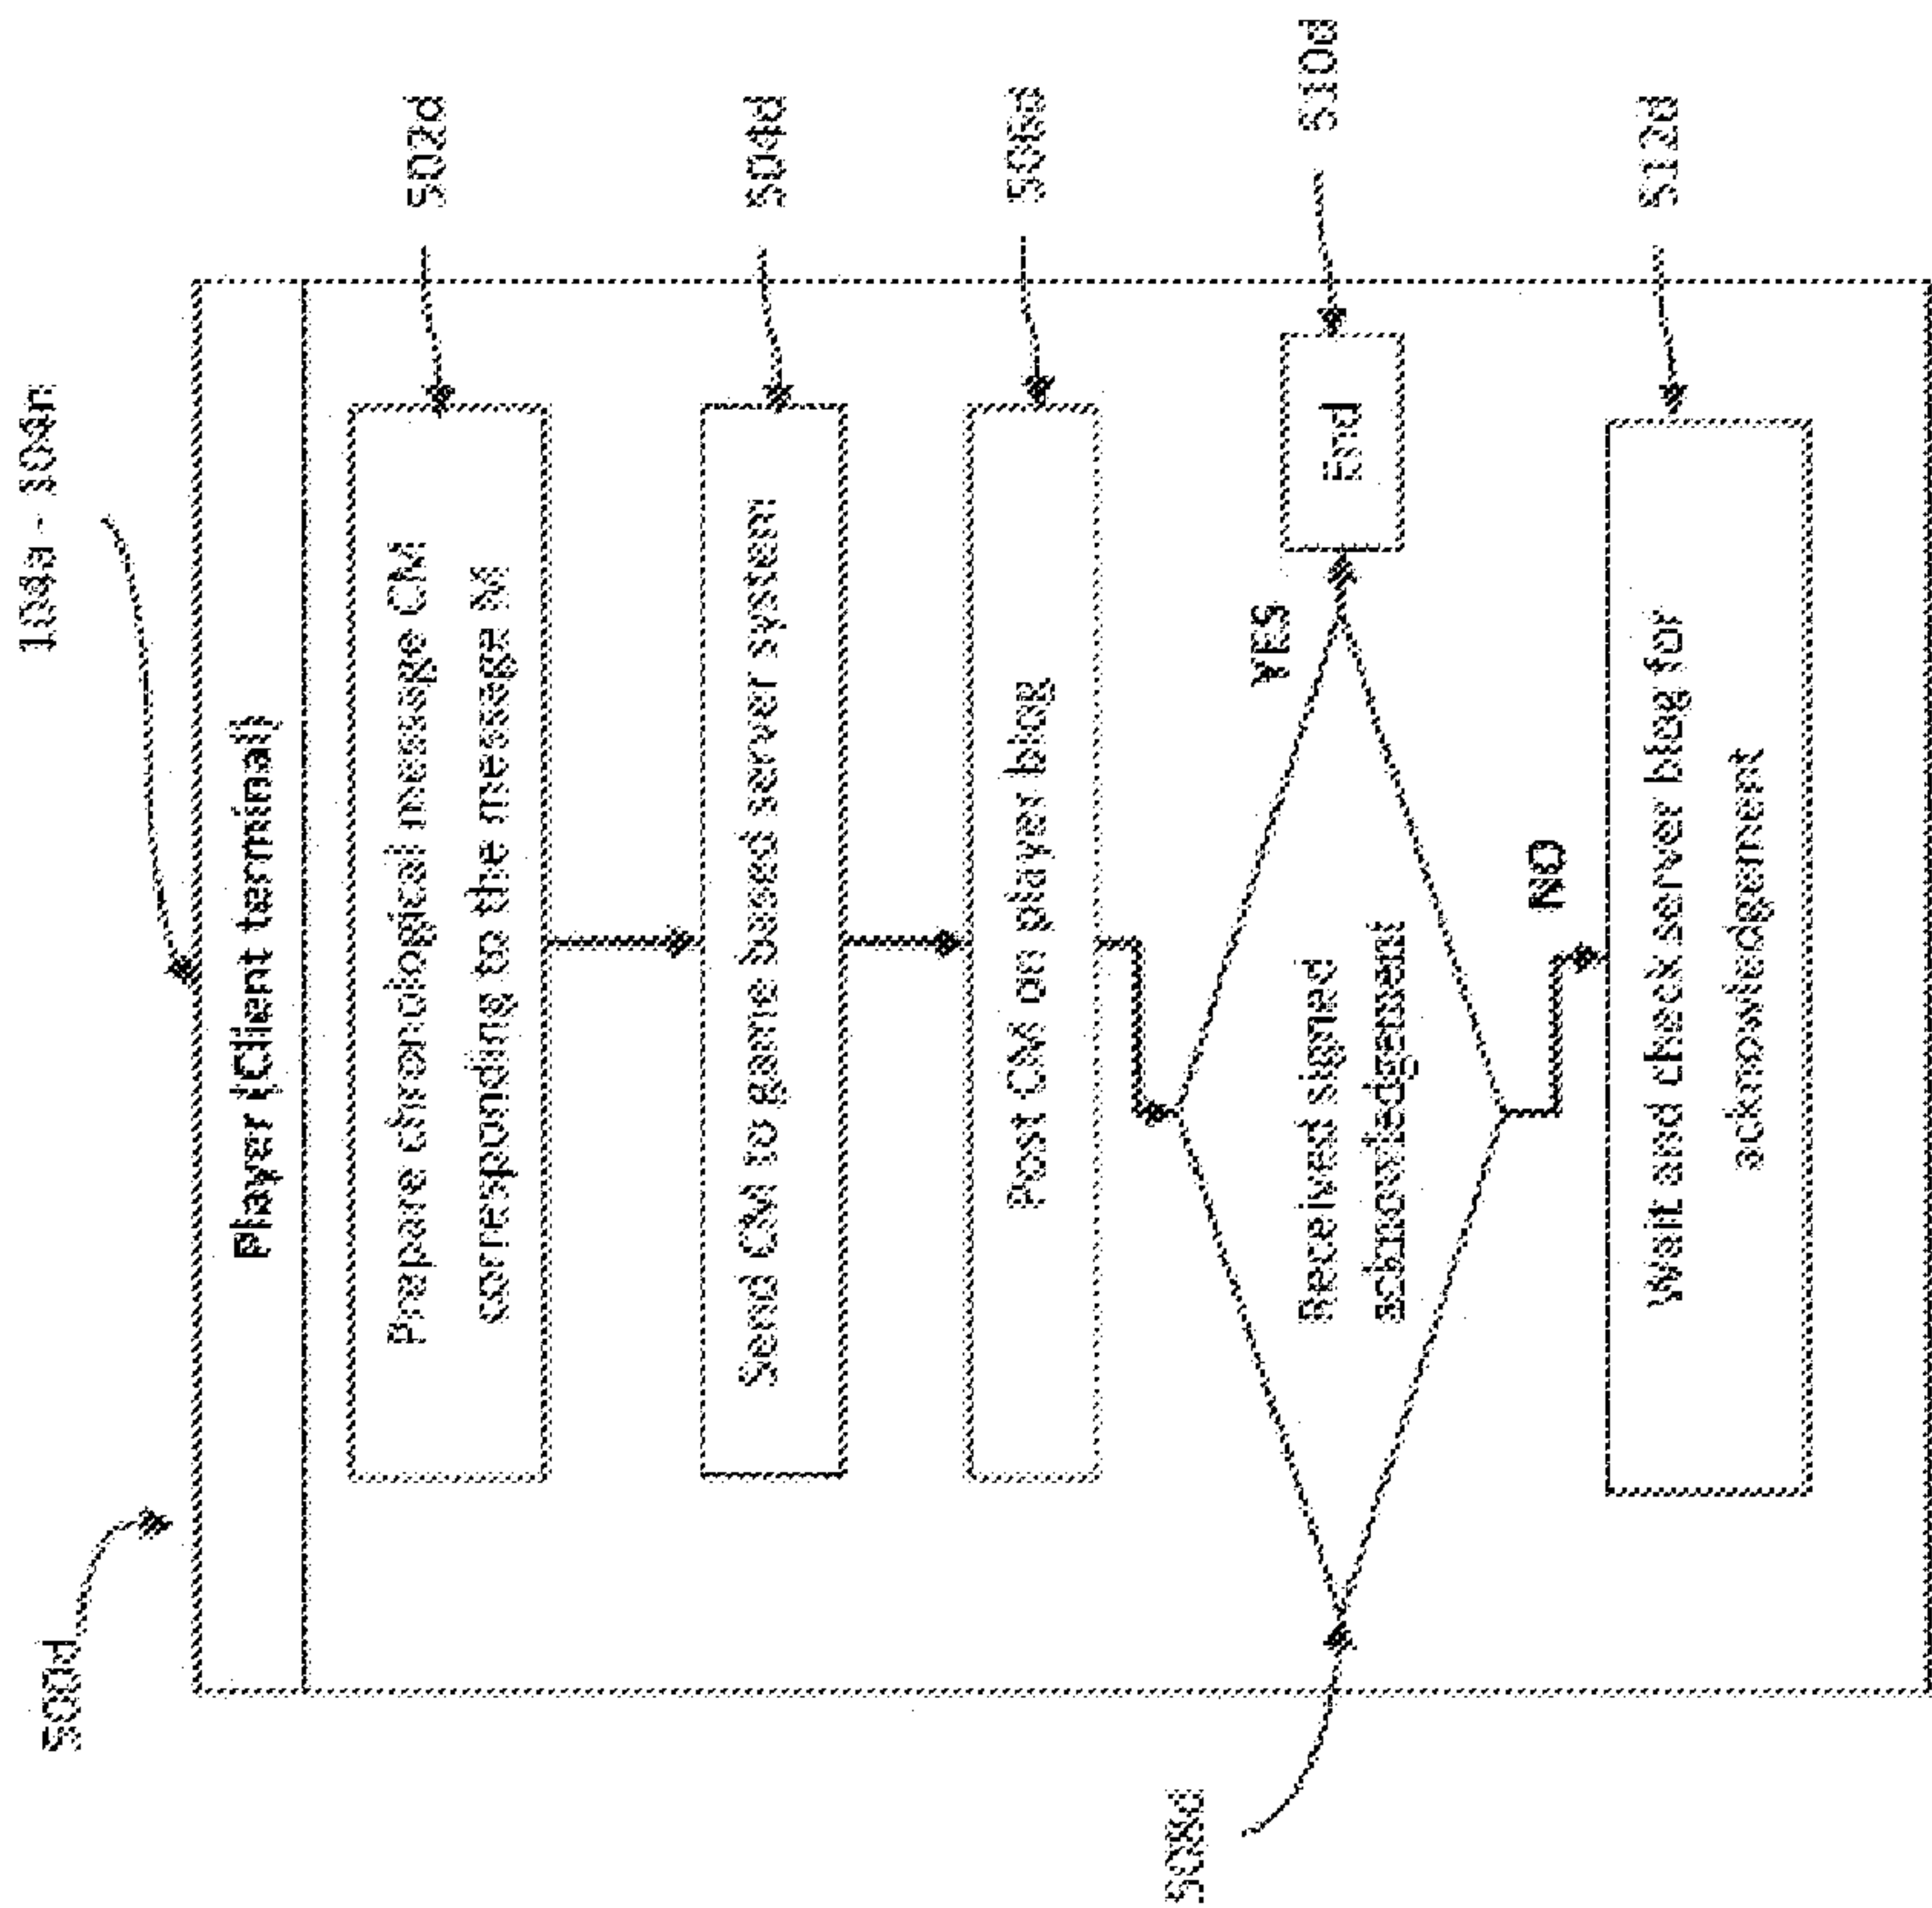 500d
104a - 104n
Player (Client terminal)
Prepare chronological message CM
corresponding to the message M
502d
Send CM to game based server system
504d
Post CM on player blog
506d
508d
Received signed
acknowledgement
YES
End
510d
NO
Wait and check server blog for
acknowledgement
512d